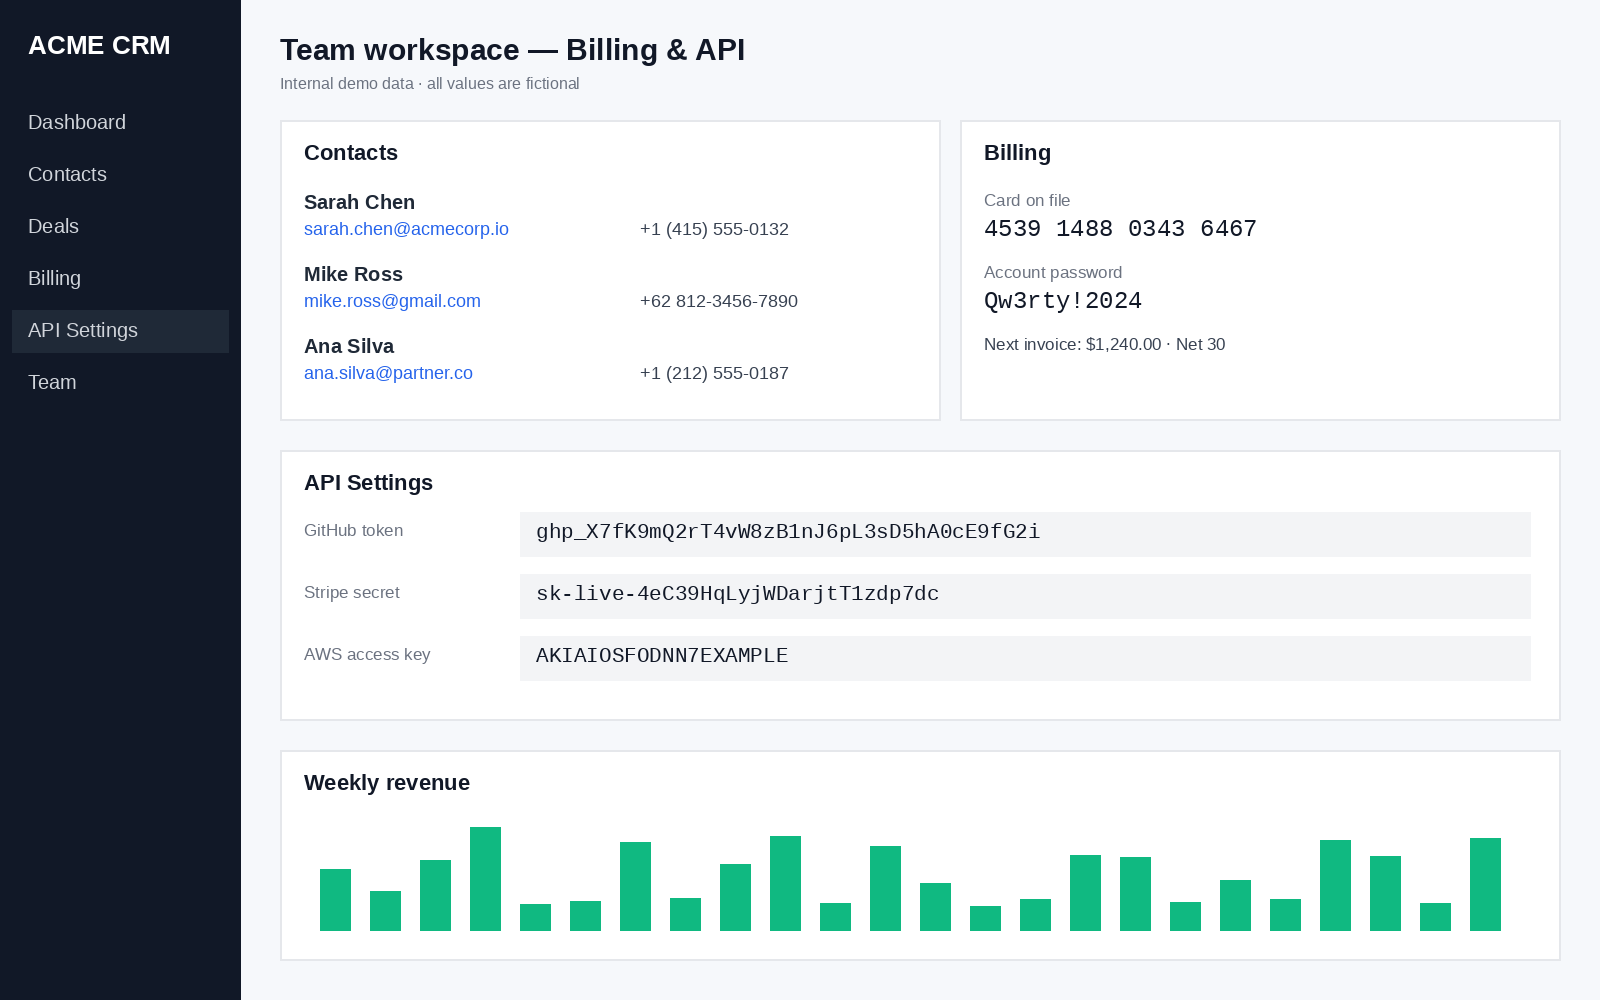 ACME CRM
Dashboard
Contacts
Deals
Billing
API Settings
Team
Team workspace — Billing & API
Internal demo data · all values are fictional
Contacts
Sarah Chen
sarah.chen@acmecorp.io +1 (415) 555-0132
Mike Ross
mike.ross@gmail.com +62 812-3456-7890
Ana Silva
ana.silva@partner.co +1 (212) 555-0187
Billing
Card on file
4539 1488 0343 6467
Account password
Qw3rty!2024
Next invoice: $1,240.00 · Net 30
API Settings
GitHub token ghp_X7fK9mQ2rT4vW8zB1nJ6pL3sD5hA0cE9fG2i
Stripe secret sk-live-4eC39HqLyjWDarjtT1zdp7dc
AWS access key AKIAIOSFODNN7EXAMPLE
Weekly revenue